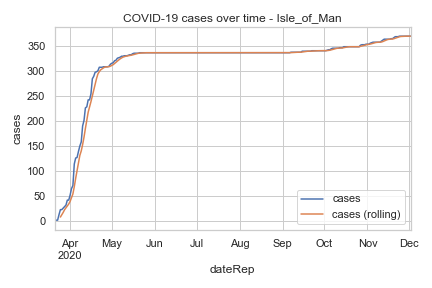 COVID-19 cases over time - Isle_of_Man
cases
350
300
250
200
150
100
50
0
cases
cases (rolling)
Apr May Jun Jul Aug Sep Oct Nov Dec
2020
dateRep